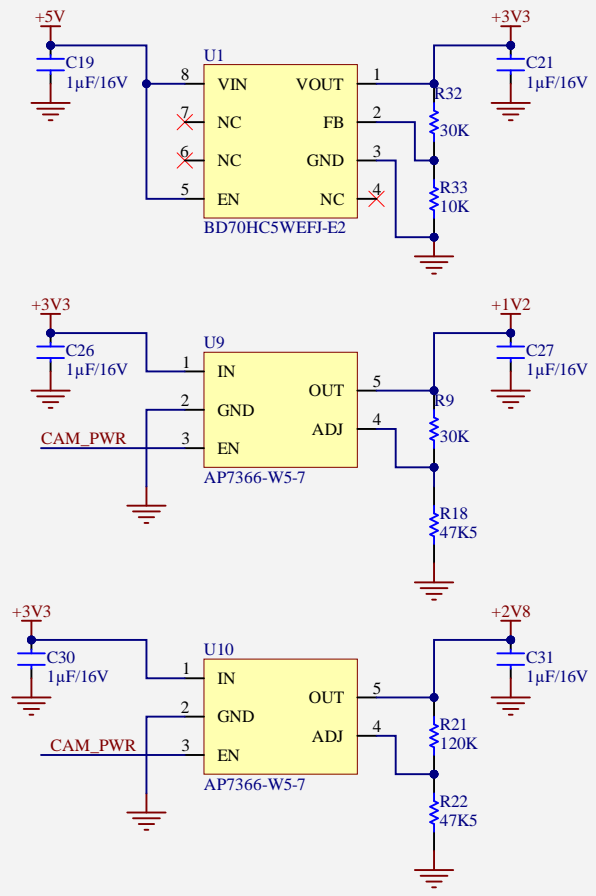 +5V
+3V3
C19
1µF/16V
U1
C21
1µF/16V
8 VIN VOUT 1
R32
30K
7 NC FB 2
6 NC GND 3
5 EN NC 4
R33
10K
BD70HC5WEFJ-E2
+3V3
+1V2
C26
1µF/16V
U9
C27
1µF/16V
1 IN
OUT 5
2 GND
R9
30K
ADJ 4
CAM_PWR
3 EN
AP7366-W5-7
R18
47K5
+3V3
+2V8
C30
1µF/16V
U10
C31
1µF/16V
1 IN
OUT 5
2 GND
R21
120K
ADJ 4
CAM_PWR
3 EN
AP7366-W5-7
R22
47K5